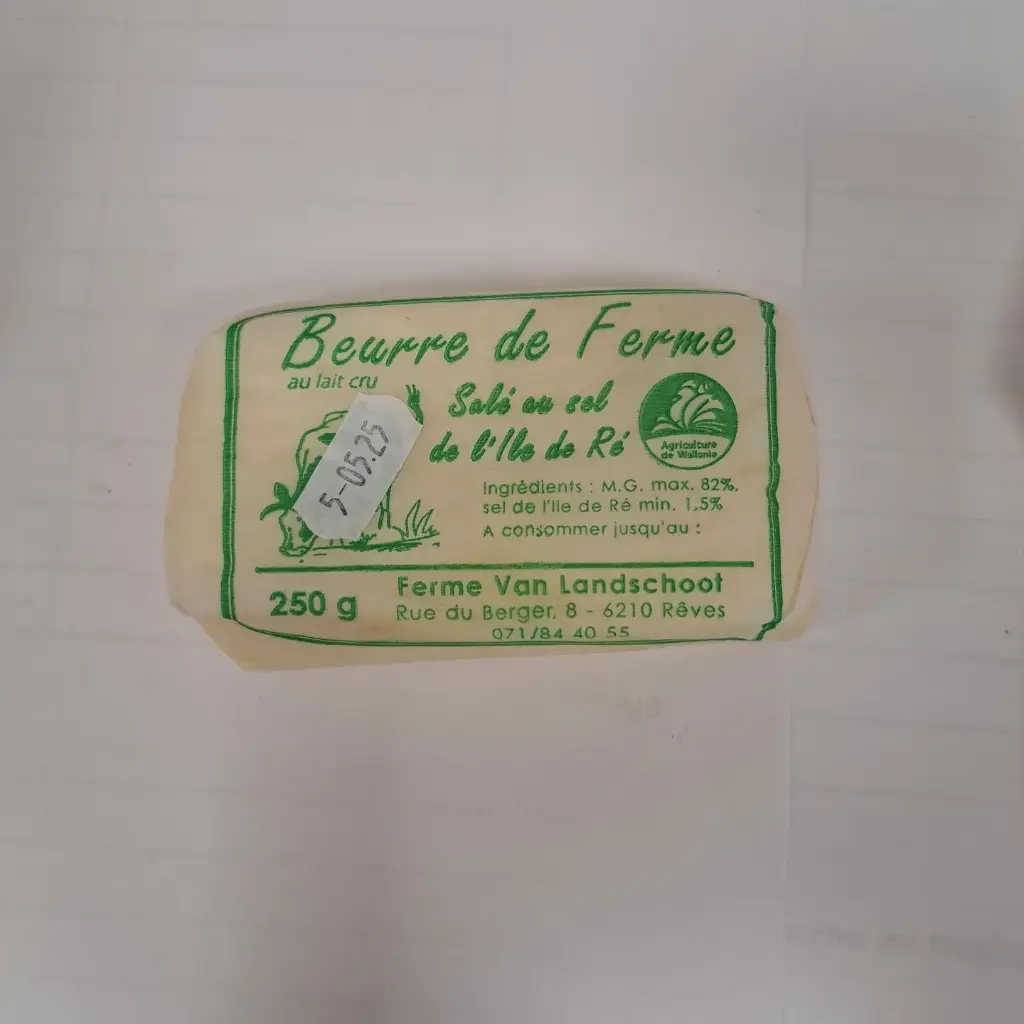 Beurre de Ferme
au lait cru
Salé au sel
de l'Ile de Ré
Agriculture
de Wallonie
5-05.25
Ingrédients : M.G. max. 82%,
sel de l'Ile de Ré min. 1,5%
A consommer jusqu'au :
250 g
Ferme Van Landschoot
Rue du Berger, 8 - 6210 Rêves
071/84 40 55